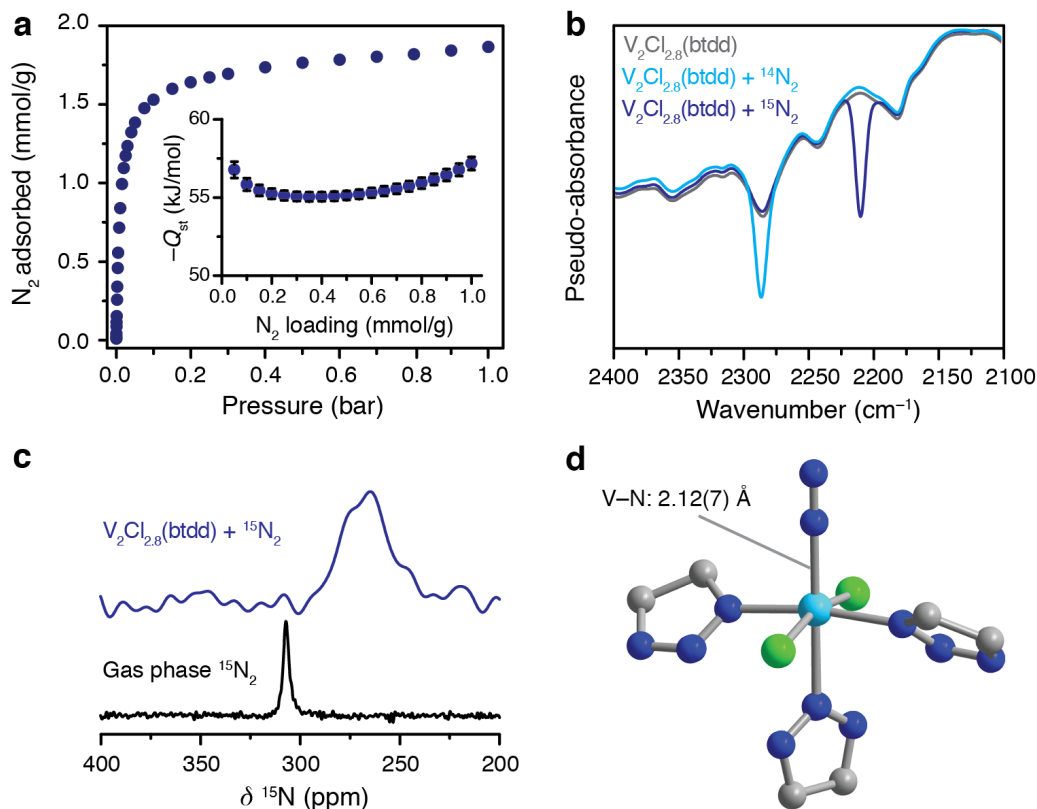 a
N₂ adsorbed (mmol/g)
2.0
1.5
1.0
0.5
0.0
0.0 0.2 0.4 0.6 0.8 1.0
Pressure (bar)
−Qst (kJ/mol)
60
55
50
0.0 0.2 0.4 0.6 0.8 1.0
N₂ loading (mmol/g)
b
V₂Cl₂.₈(btdd)
V₂Cl₂.₈(btdd) + ¹⁴N₂
V₂Cl₂.₈(btdd) + ¹⁵N₂
Pseudo-absorbance
2400 2350 2300 2250 2200 2150 2100
Wavenumber (cm⁻¹)
c
V₂Cl₂.₈(btdd) + ¹⁵N₂
Gas phase ¹⁵N₂
400 350 300 250 200
δ ¹⁵N (ppm)
d
V–N: 2.12(7) Å